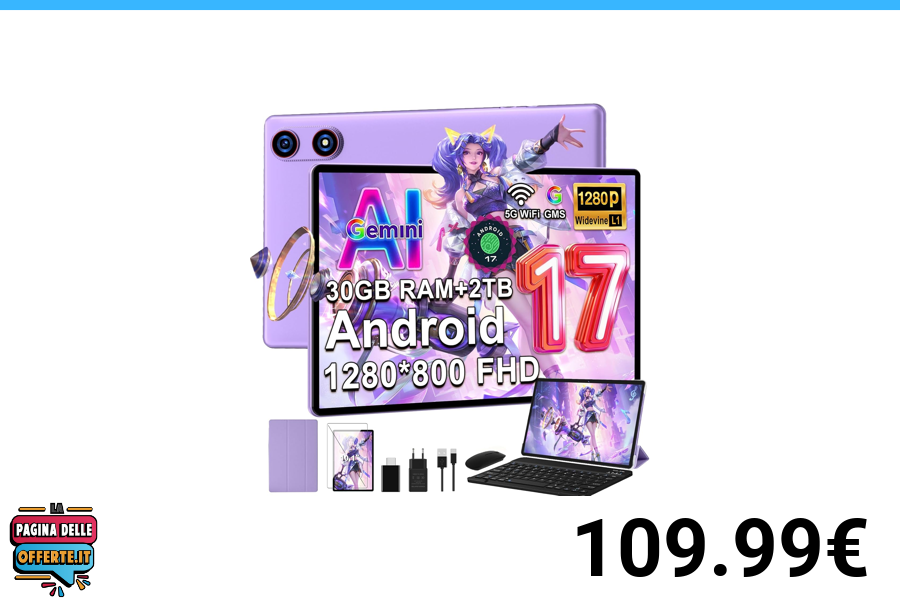 AI
Gemini
5G WiFi GMS
1280p
Widevine L1
ANDROID
17
17
30GB RAM+2TB
Android
1280*800 FHD
LA
PAGINA DELLE
OFFERTE.IT
109.99€